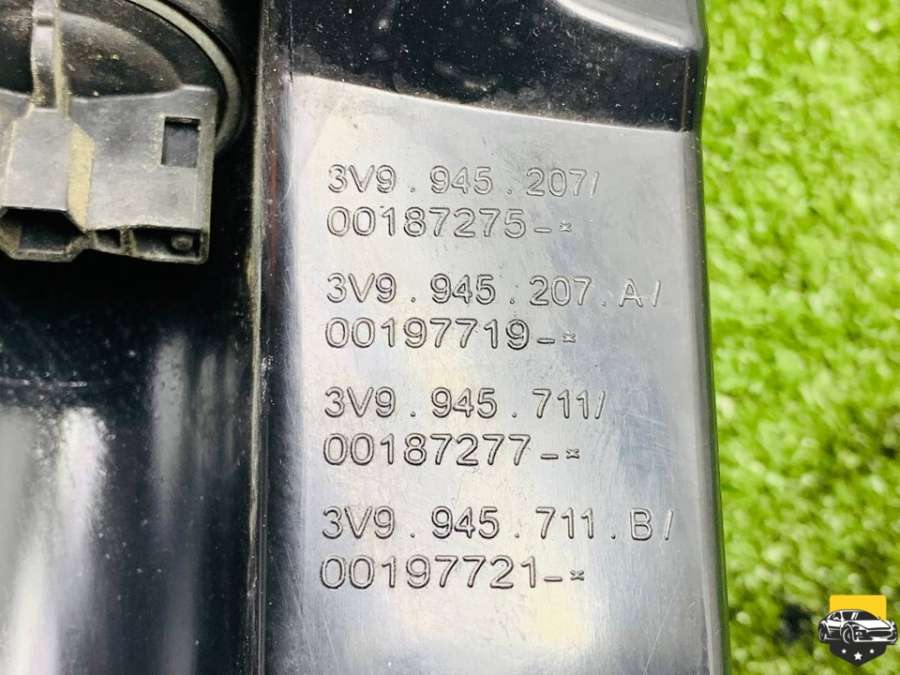 3V9.945.207/
00187275-*
3V9.945.207.A/
00197719-*
3V9.945.711/
00187277-*
3V9.945.711.B/
00197721-*